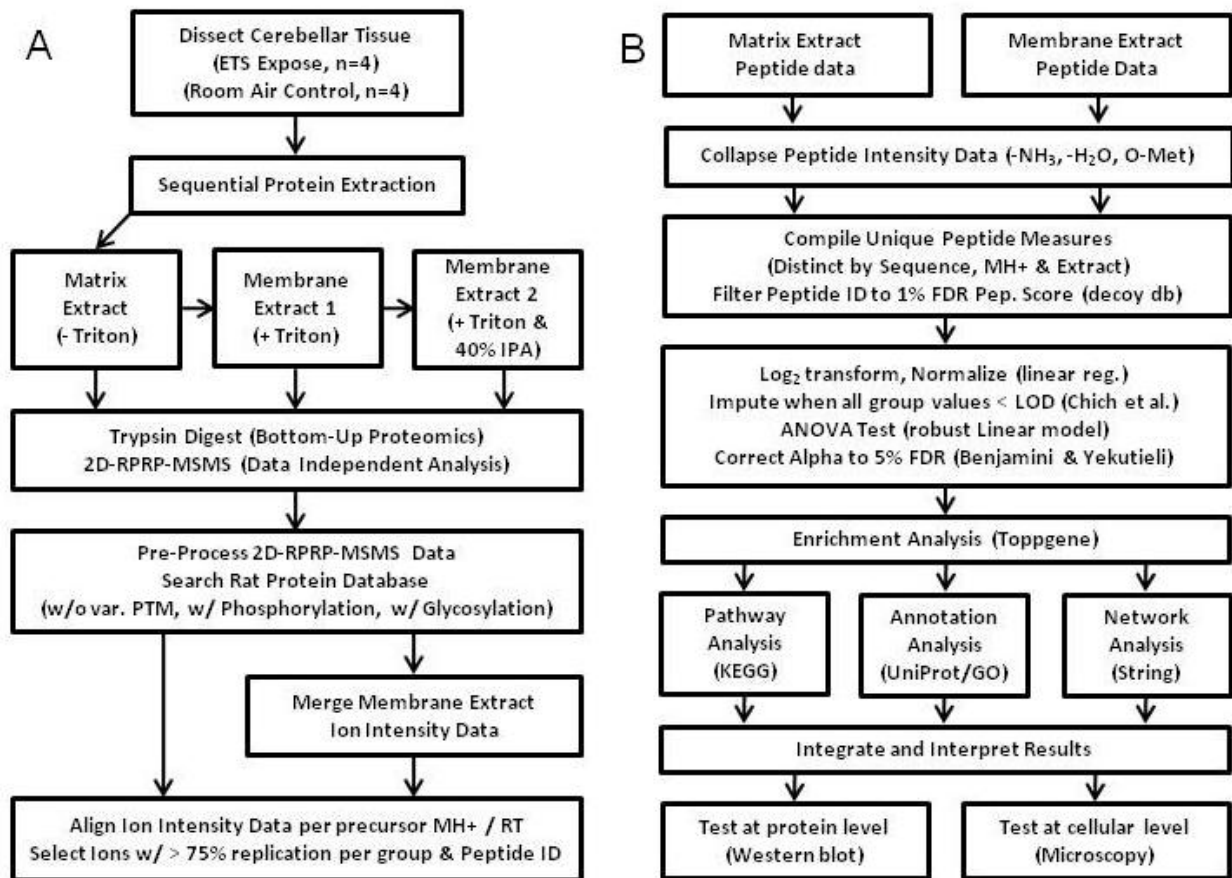 A
Dissect Cerebellar Tissue
(ETS Expose, n=4)
(Room Air Control, n=4)
Sequential Protein Extraction
Matrix
Extract
(- Triton)
Membrane
Extract 1
(+ Triton)
Membrane
Extract 2
(+ Triton &
40% IPA)
Trypsin Digest (Bottom-Up Proteomics)
2D-RPRP-MSMS (Data Independent Analysis)
Pre-Process 2D-RPRP-MSMS Data
Search Rat Protein Database
(w/o var. PTM, w/ Phosphorylation, w/ Glycosylation)
Merge Membrane Extract
Ion Intensity Data
Align Ion Intensity Data per precursor MH+ / RT
Select Ions w/ > 75% replication per group & Peptide ID
B
Matrix Extract
Peptide data
Membrane Extract
Peptide Data
Collapse Peptide Intensity Data (-NH₃, -H₂O, O-Met)
Compile Unique Peptide Measures
(Distinct by Sequence, MH+ & Extract)
Filter Peptide ID to 1% FDR Pep. Score (decoy db)
Log₂ transform, Normalize (linear reg.)
Impute when all group values < LOD (Chich et al.)
ANOVA Test (robust Linear model)
Correct Alpha to 5% FDR (Benjamini & Yekutieli)
Enrichment Analysis (Toppgene)
Pathway
Analysis
(KEGG)
Annotation
Analysis
(UniProt/GO)
Network
Analysis
(String)
Integrate and Interpret Results
Test at protein level
(Western blot)
Test at cellular level
(Microscopy)